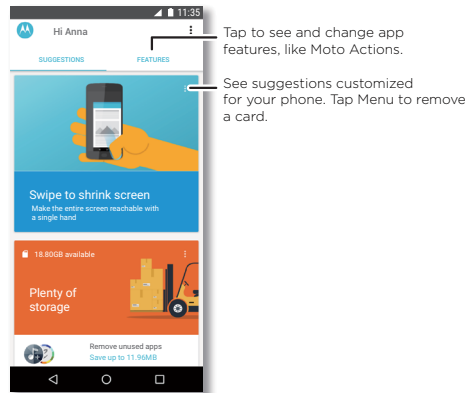 11:35
Hi Anna
SUGGESTIONS
FEATURES
Tap to see and change app
features, like Moto Actions.
See suggestions customized
for your phone. Tap Menu to remove
a card.
Swipe to shrink screen
Make the entire screen reachable with
a single hand
18.80GB available
Plenty of
storage
Remove unused apps
Save up to 11.96MB